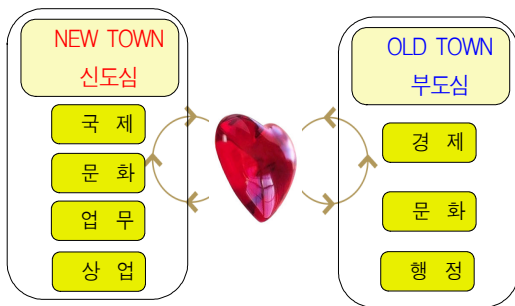 NEW TOWN
신도심
국 제
문 화
업 무
상 업
OLD TOWN
부도심
경 제
문 화
행 정